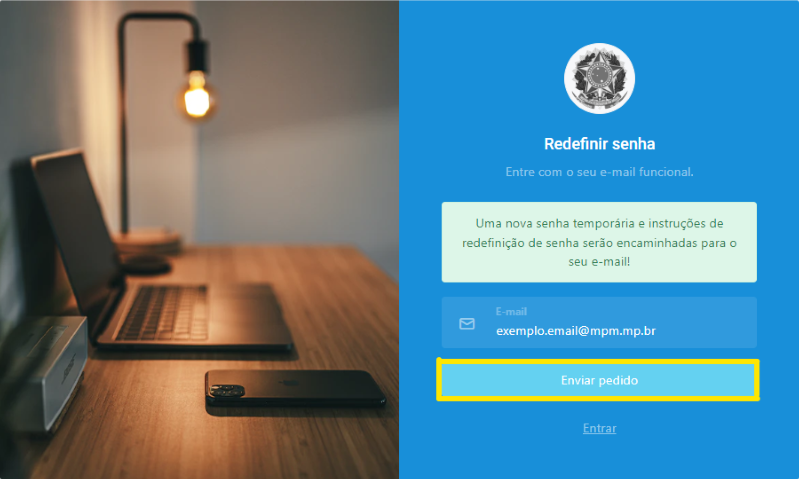 Redefinir senha
Entre com o seu e-mail funcional.
Uma nova senha temporária e instruções de
redefinição de senha serão encaminhadas para o
seu e-mail!
E-mail
exemplo.email@mpm.mp.br
Enviar pedido
Entrar